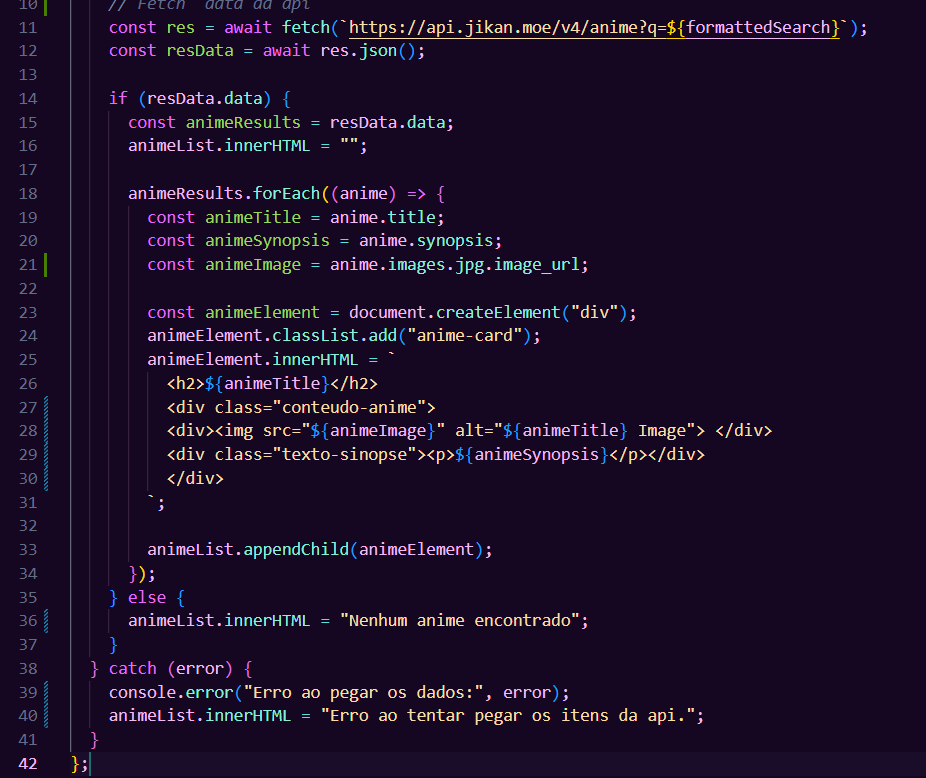 10 // Fetch data da api
11 const res = await fetch(`https://api.jikan.moe/v4/anime?q=${formattedSearch}`);
12 const resData = await res.json();
13
14 if (resData.data) {
15 const animeResults = resData.data;
16 animeList.innerHTML = "";
17
18 animeResults.forEach((anime) => {
19 const animeTitle = anime.title;
20 const animeSynopsis = anime.synopsis;
21 const animeImage = anime.images.jpg.image_url;
22
23 const animeElement = document.createElement("div");
24 animeElement.classList.add("anime-card");
25 animeElement.innerHTML = `
26 <h2>${animeTitle}</h2>
27 <div class="conteudo-anime">
28 <div><img src="${animeImage}" alt="${animeTitle} Image"> </div>
29 <div class="texto-sinopse"><p>${animeSynopsis}</p></div>
30 </div>
31 `;
32
33 animeList.appendChild(animeElement);
34 });
35 } else {
36 animeList.innerHTML = "Nenhum anime encontrado";
37 }
38 } catch (error) {
39 console.error("Erro ao pegar os dados:", error);
40 animeList.innerHTML = "Erro ao tentar pegar os itens da api.";
41 }
42 };